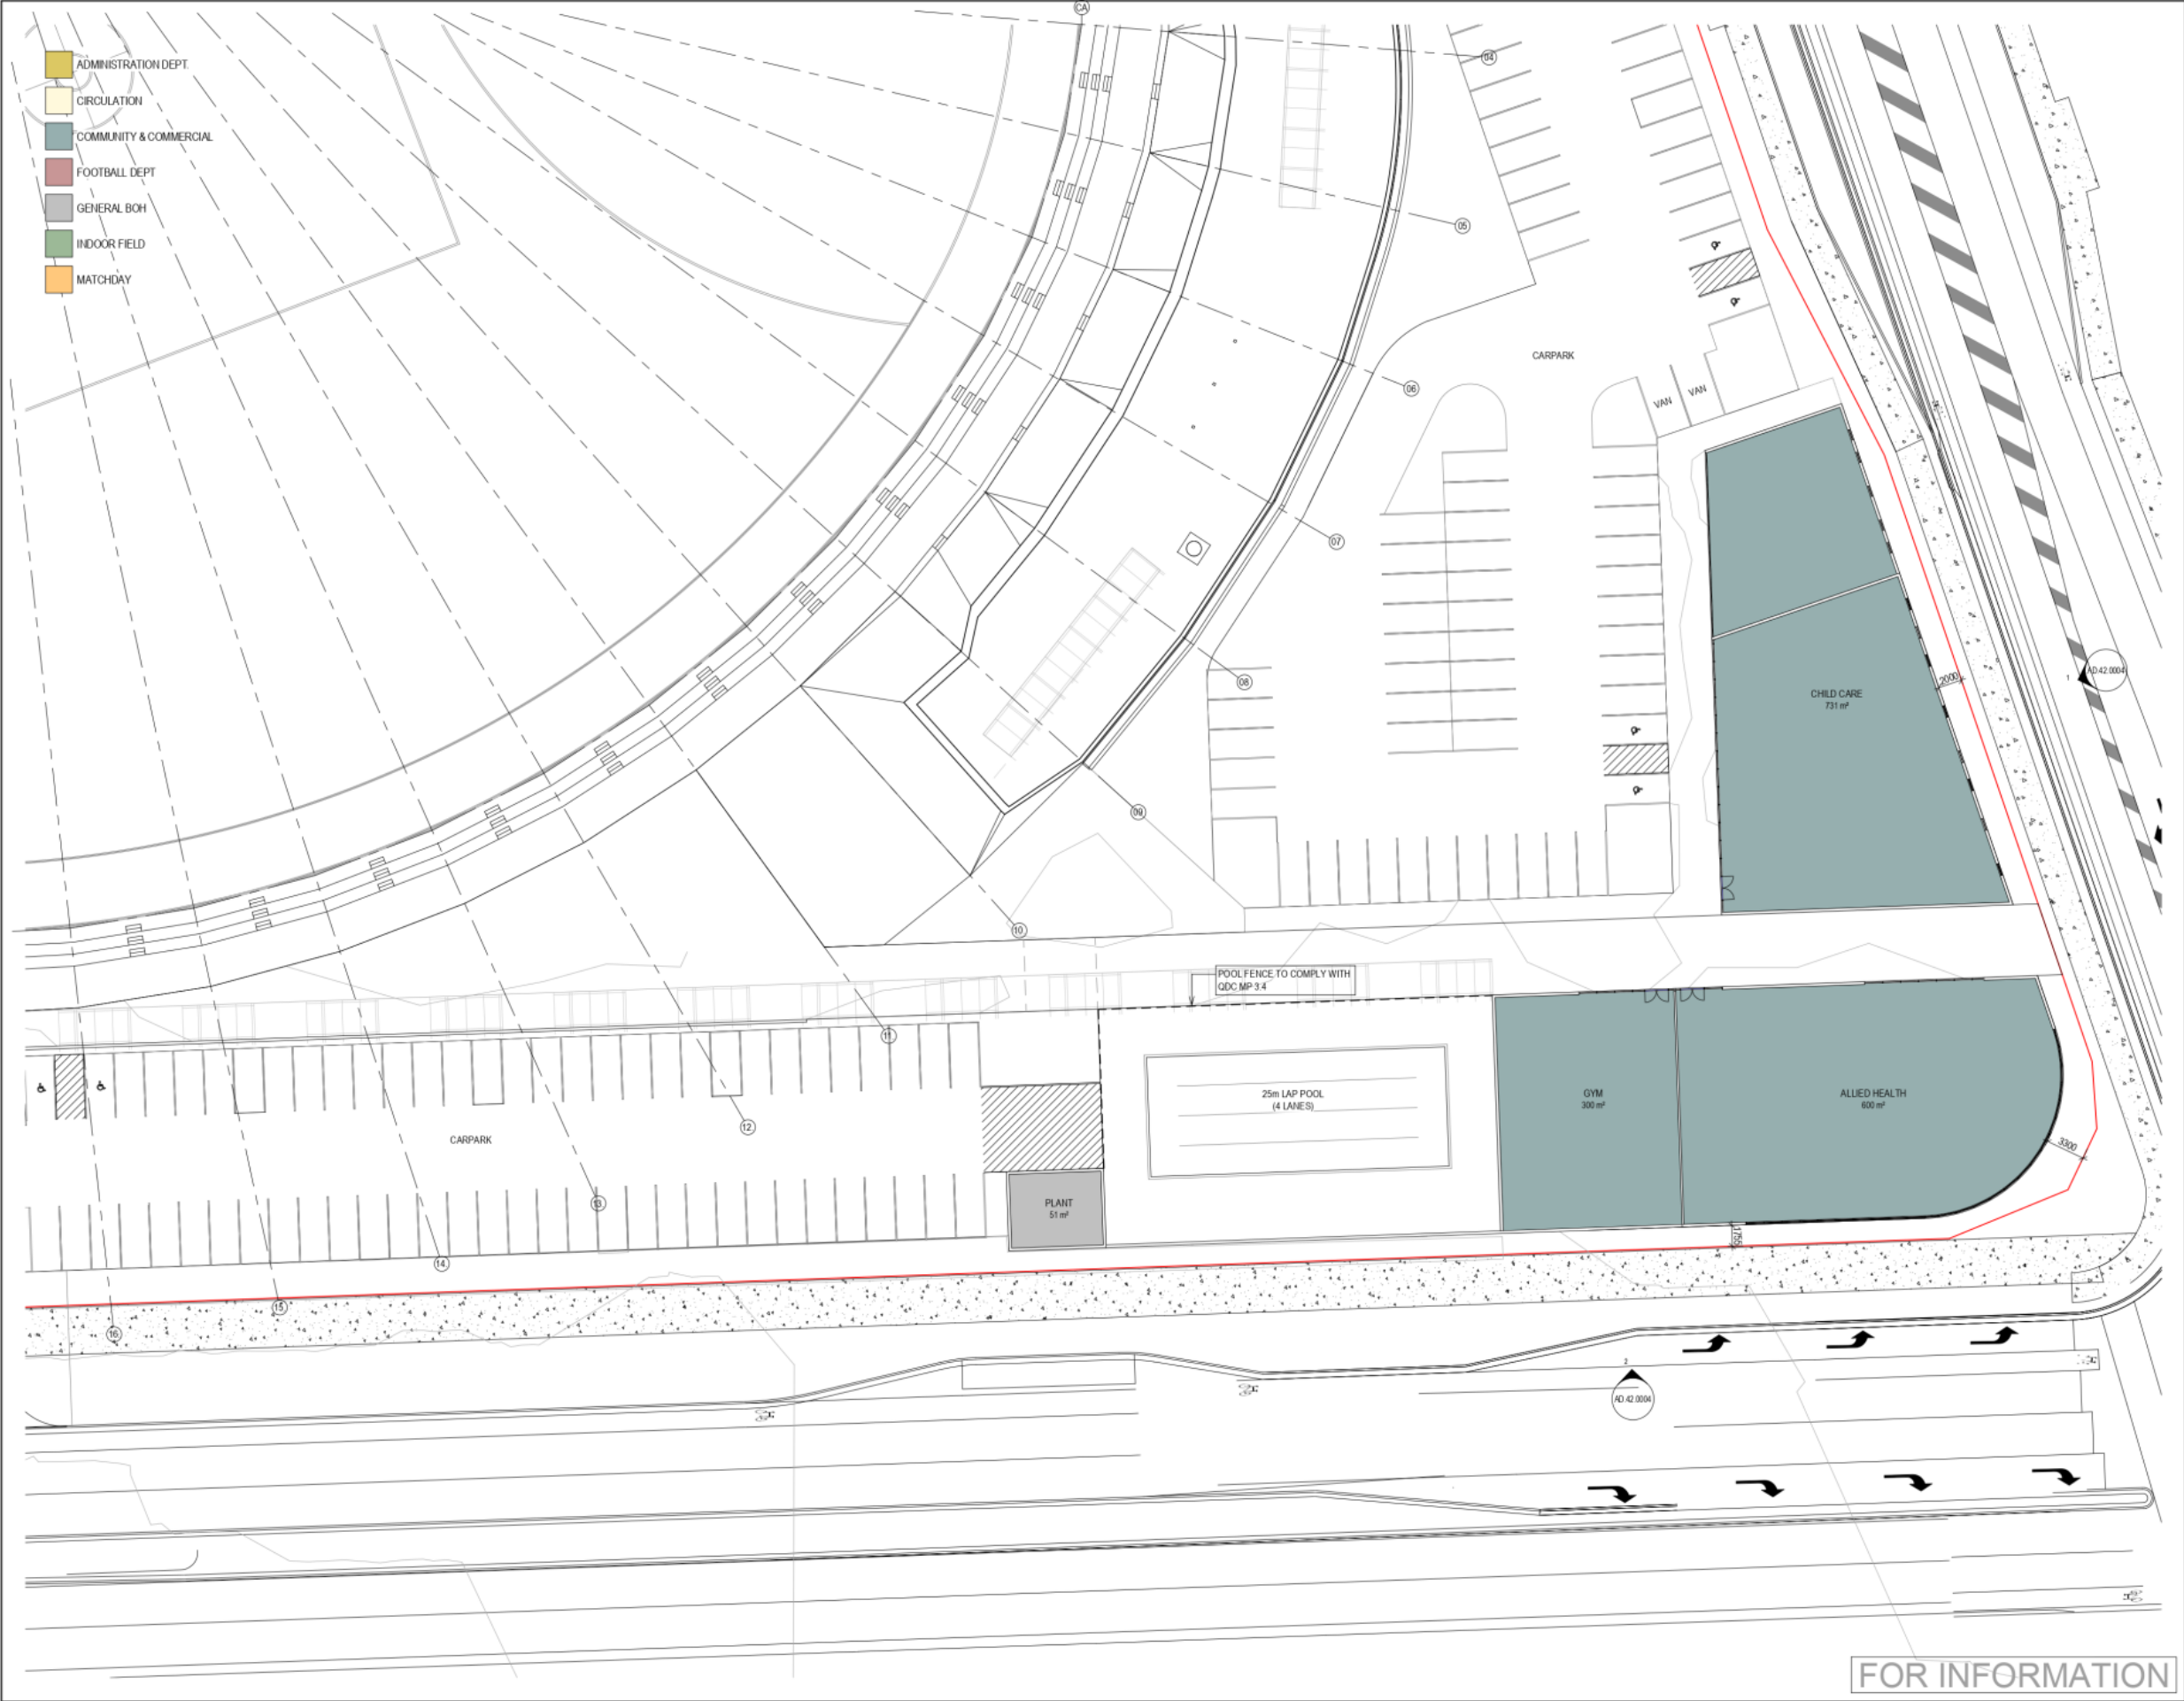 CA
04
ADMINISTRATION DEPT.
CIRCULATION
COMMUNITY & COMMERCIAL
FOOTBALL DEPT
GENERAL BOH
INDOOR FIELD
MATCHDAY
05
CARPARK
06
VAN
VAN
07
08
CHILD CARE
731 m²
2000
1
AD.42.0004
09
10
POOL FENCE TO COMPLY WITH
QDC MP 3.4
11
25m LAP POOL
(4 LANES)
GYM
300 m²
ALLIED HEALTH
600 m²
12
CARPARK
3300
13
PLANT
51 m²
1755
14
15
16
2
AD.42.0004
FOR INFORMATION